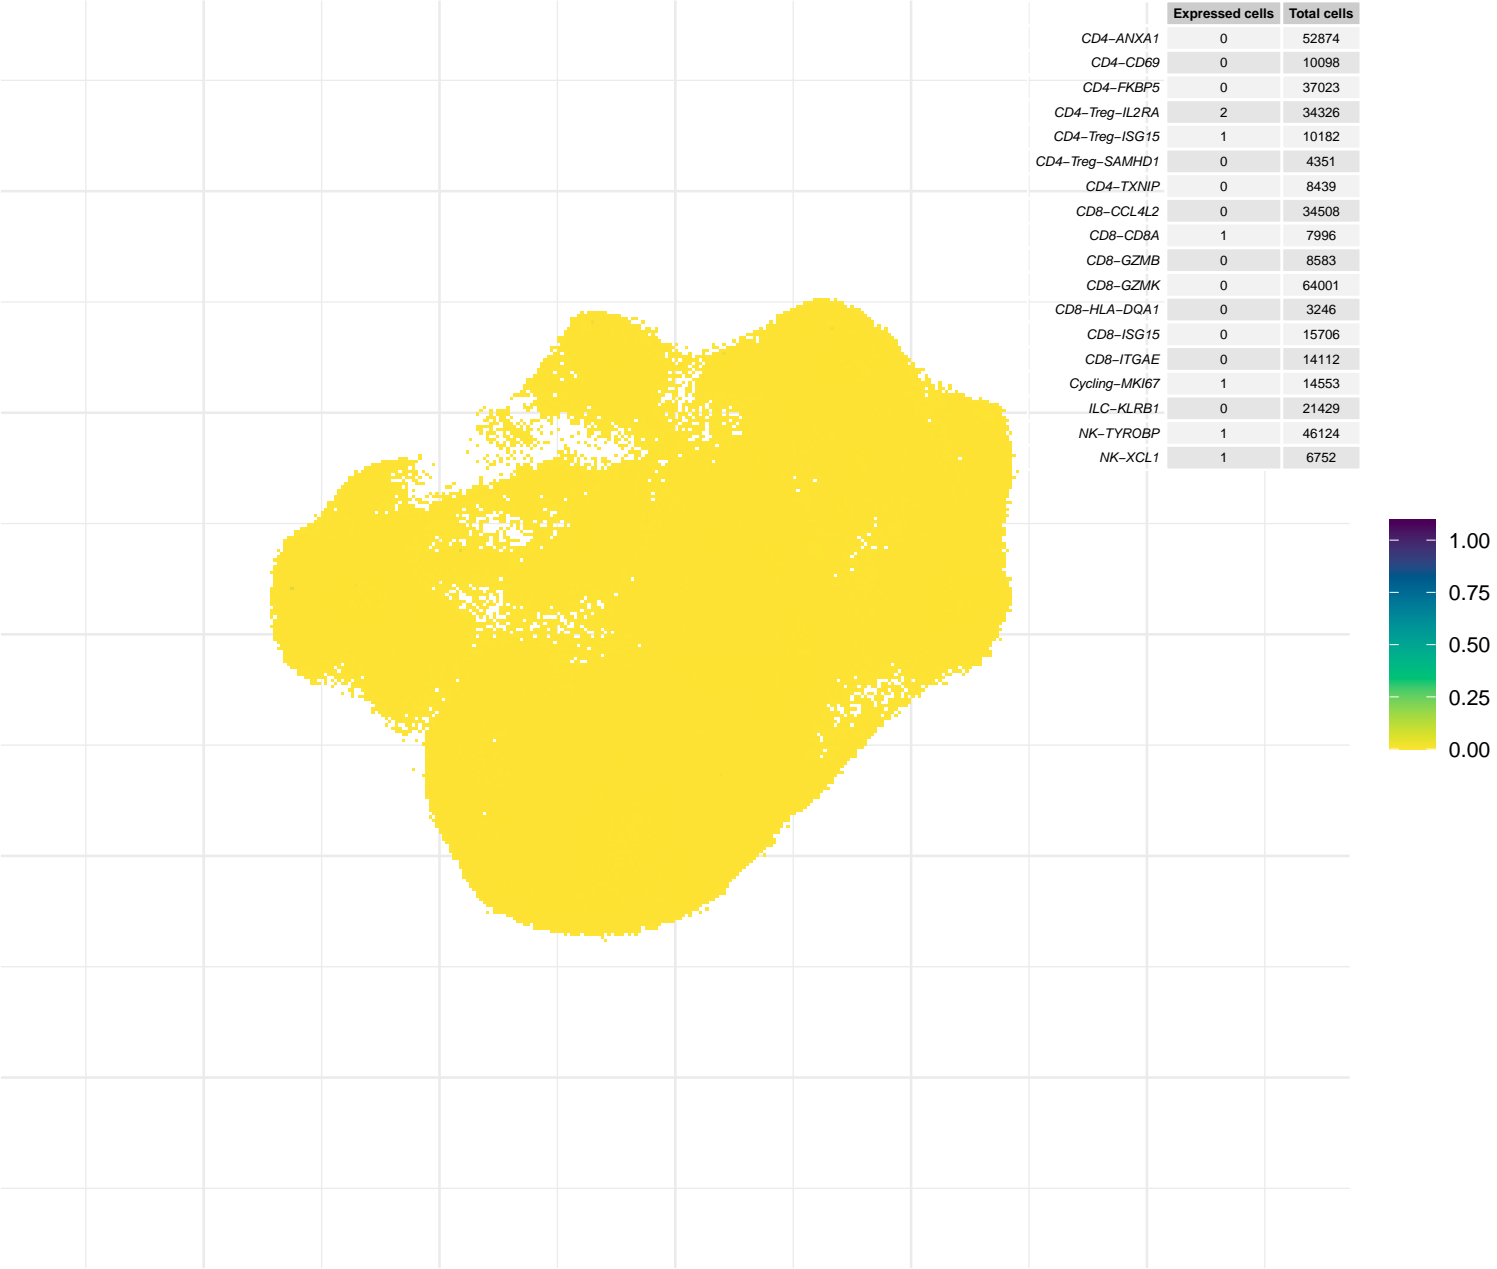 Expressed cells Total cells
CD4−ANXA1 0 52874
CD4−CD69 0 10098
CD4−FKBP5 0 37023
CD4−Treg−IL2RA 2 34326
CD4−Treg−ISG15 1 10182
CD4−Treg−SAMHD1 0 4351
CD4−TXNIP 0 8439
CD8−CCL4L2 0 34508
CD8−CD8A 1 7996
CD8−GZMB 0 8583
CD8−GZMK 0 64001
CD8−HLA−DQA1 0 3246
CD8−ISG15 0 15706
CD8−ITGAE 0 14112
Cycling−MKI67 1 14553
ILC−KLRB1 0 21429
NK−TYROBP 1 46124
NK−XCL1 1 6752
1.00
0.75
0.50
0.25
0.00